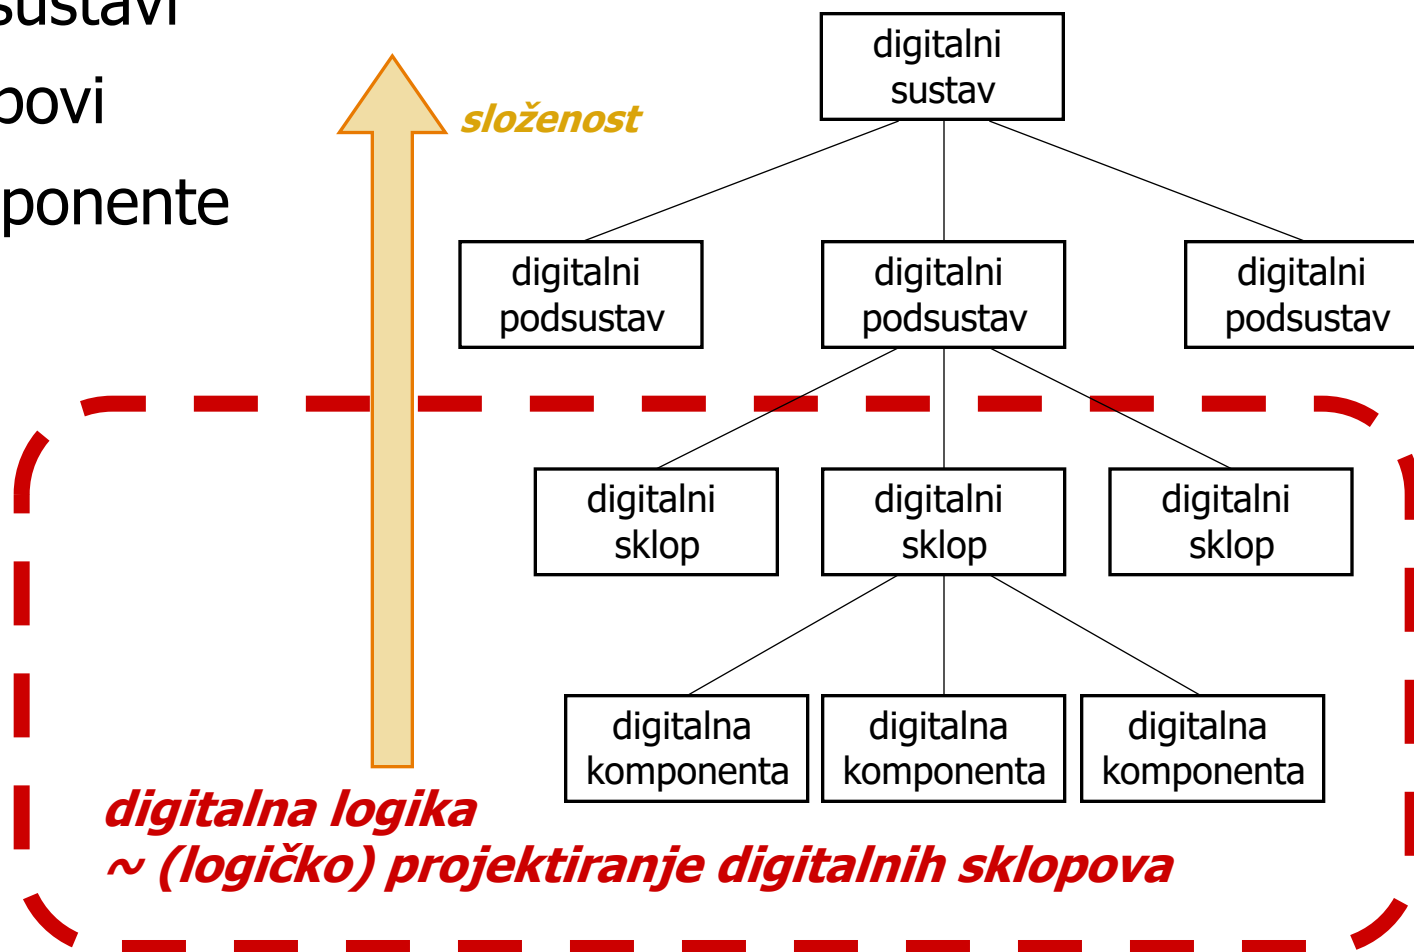 sustavi
povi
ponente
složenost
digitalni
sustav
digitalni
podsustav
digitalni
podsustav
digitalni
podsustav
digitalni
sklop
digitalni
sklop
digitalni
sklop
digitalna
komponenta
digitalna
komponenta
digitalna
komponenta
digitalna logika
~ (logičko) projektiranje digitalnih sklopova